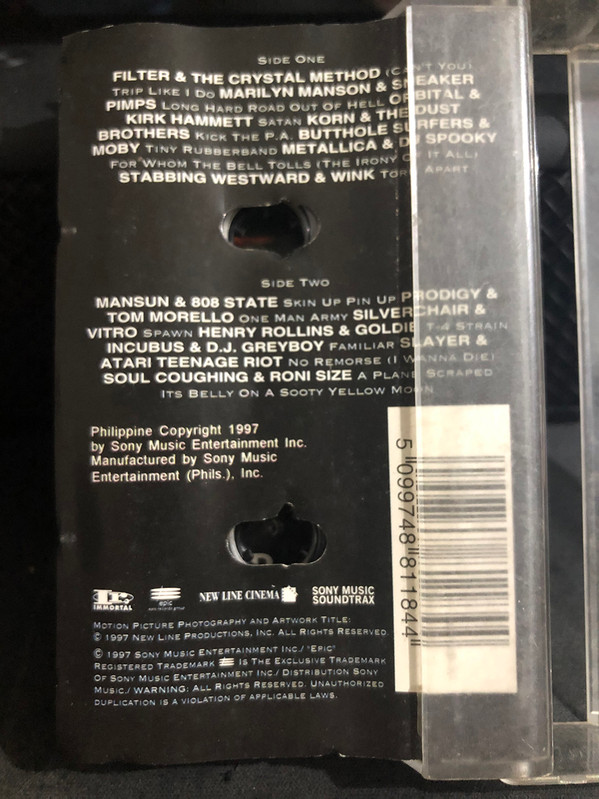 SIDE ONE
FILTER & THE CRYSTAL METHOD (CAN'T YOU)
TRIP LIKE I DO MARILYN MANSON & SNEAKER
PIMPS LONG HARD ROAD OUT OF HELL ORBITAL &
KIRK HAMMETT SATAN KORN & THE DUST
BROTHERS KICK THE P.A. BUTTHOLE SURFERS &
MOBY TINY RUBBERBAND METALLICA & DJ SPOOKY
FOR WHOM THE BELL TOLLS (THE IRONY OF IT ALL)
STABBING WESTWARD & WINK TORN APART
SIDE TWO
MANSUN & 808 STATE SKIN UP PIN UP PRODIGY &
TOM MORELLO ONE MAN ARMY SILVERCHAIR &
VITRO SPAWN HENRY ROLLINS & GOLDIE T-4 STRAIN
INCUBUS & D.J. GREYBOY FAMILIAR SLAYER &
ATARI TEENAGE RIOT NO REMORSE (I WANNA DIE)
SOUL COUGHING & RONI SIZE A PLANE SCRAPED
ITS BELLY ON A SOOTY YELLOW MOON
Philippine Copyright 1997
by Sony Music Entertainment Inc.
Manufactured by Sony Music
Entertainment (Phils.), Inc.
5 099748 811844
IMMORTAL
epic
NEW LINE CINEMA
SONY MUSIC
SOUNDTRAX
MOTION PICTURE PHOTOGRAPHY AND ARTWORK TITLE:
© 1997 NEW LINE PRODUCTIONS, INC. ALL RIGHTS RESERVED.
© 1997 SONY MUSIC ENTERTAINMENT INC./ "EPIC"
REGISTERED TRADEMARK IS THE EXCLUSIVE TRADEMARK
OF SONY MUSIC ENTERTAINMENT INC./ DISTRIBUTION SONY
MUSIC./ WARNING: ALL RIGHTS RESERVED. UNAUTHORIZED
DUPLICATION IS A VIOLATION OF APPLICABLE LAWS.